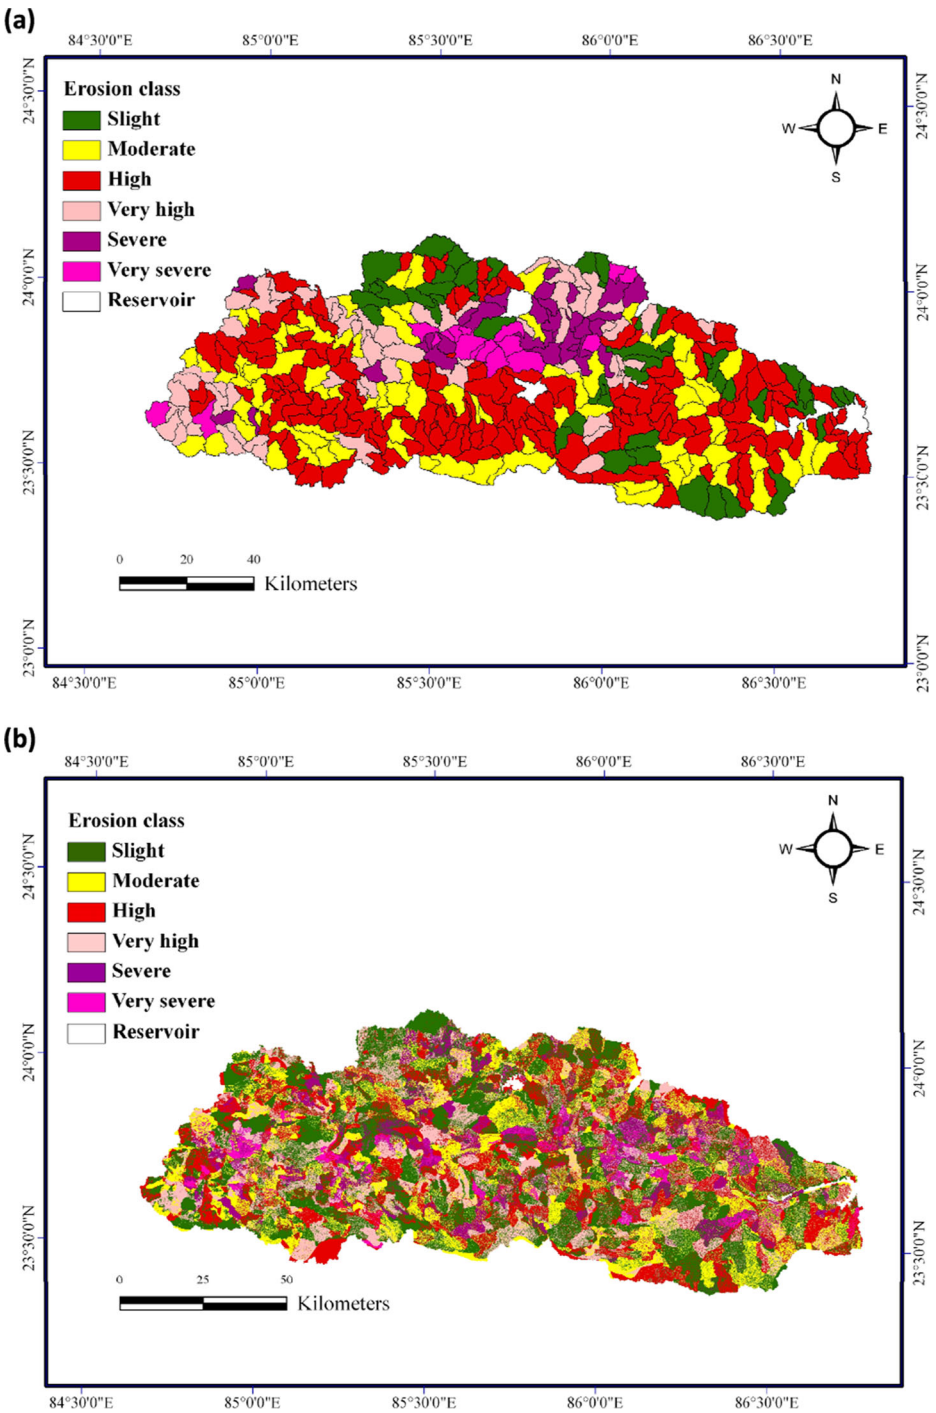 (a)
84°30'0"E 85°0'0"E 85°30'0"E 86°0'0"E 86°30'0"E
24°30'0"N 24°30'0"N
Erosion class
Slight
Moderate
High
Very high
Severe
Very severe
Reservoir
N
W E
S
24°0'0"N 24°0'0"N
23°30'0"N 23°30'0"N
0 20 40
Kilometers
23°0'0"N 23°0'0"N
84°30'0"E 85°0'0"E 85°30'0"E 86°0'0"E 86°30'0"E
(b)
84°30'0"E 85°0'0"E 85°30'0"E 86°0'0"E 86°30'0"E
24°30'0"N 24°30'0"N
Erosion class
Slight
Moderate
High
Very high
Severe
Very severe
Reservoir
N
W E
S
24°0'0"N 24°0'0"N
23°30'0"N 23°30'0"N
0 25 50
Kilometers
84°30'0"E 85°0'0"E 85°30'0"E 86°0'0"E 86°30'0"E